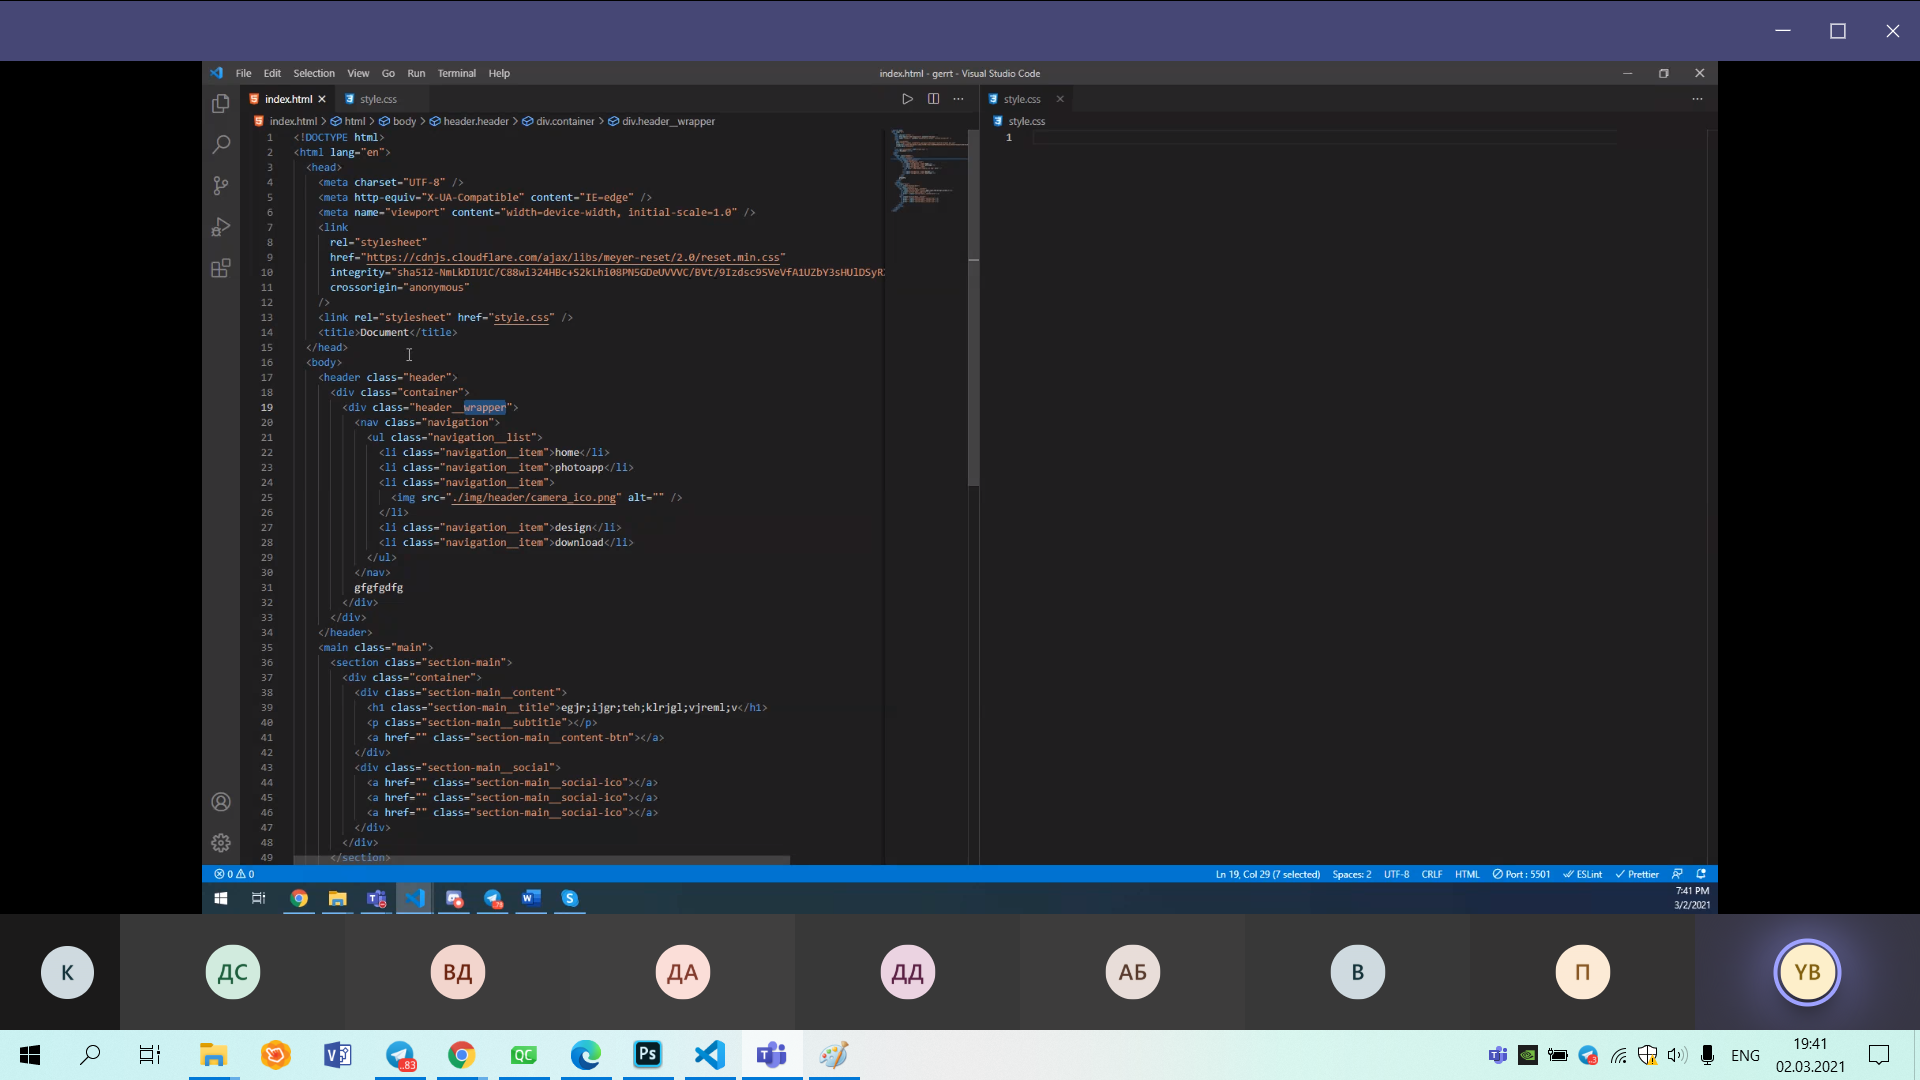 File Edit Selection View Go Run Terminal Help
index.html - gerrt - Visual Studio Code
index.html style.css
style.css
index.html > html > body > header.header > div.container > div.header__wrapper
style.css
1 <!DOCTYPE html>
2 <html lang="en">
3 <head>
4 <meta charset="UTF-8" />
5 <meta http-equiv="X-UA-Compatible" content="IE=edge" />
6 <meta name="viewport" content="width=device-width, initial-scale=1.0" />
7 <link
8 rel="stylesheet"
9 href="https://cdnjs.cloudflare.com/ajax/libs/meyer-reset/2.0/reset.min.css"
10 integrity=
11 crossorigin="anonymous"
12 />
13 <link rel="stylesheet" href="style.css" />
14 <title>Document</title>
15 </head>
16 <body>
17 <header class="header">
18 <div class="container">
19 <div class="header__wrapper">
20 <nav class="navigation">
21 <ul class="navigation__list">
22 <li class="navigation__item">home</li>
23 <li class="navigation__item">photoapp</li>
24 <li class="navigation__item">
25 <img src="./img/header/camera_ico.png" alt="" />
26 </li>
27 <li class="navigation__item">design</li>
28 <li class="navigation__item">download</li>
29 </ul>
30 </nav>
31 gfgfgdfg
32 </div>
33 </div>
34 </header>
35 <main class="main">
36 <section class="section-main">
37 <div class="container">
38 <div class="section-main__content">
39 <h1 class="section-main__title">egjr;ijgr;teh;klrjgl;vjreml;v</h1>
40 <p class="section-main__subtitle"></p>
41 <a href="" class="section-main__content-btn"></a>
42 </div>
43 <div class="section-main__social">
44 <a href="" class="section-main__social-ico"></a>
45 <a href="" class="section-main__social-ico"></a>
46 <a href="" class="section-main__social-ico"></a>
47 </div>
48 </div>
49 </section>
1
0 0
Ln 19, Col 29 (7 selected) Spaces: 2 UTF-8 CRLF HTML Port : 5501 ESLint Prettier
7:41 PM
3/2/2021
К ДС ВД ДА ДД АБ В П YB
..83
QC
Ps
ENG
19:41
02.03.2021